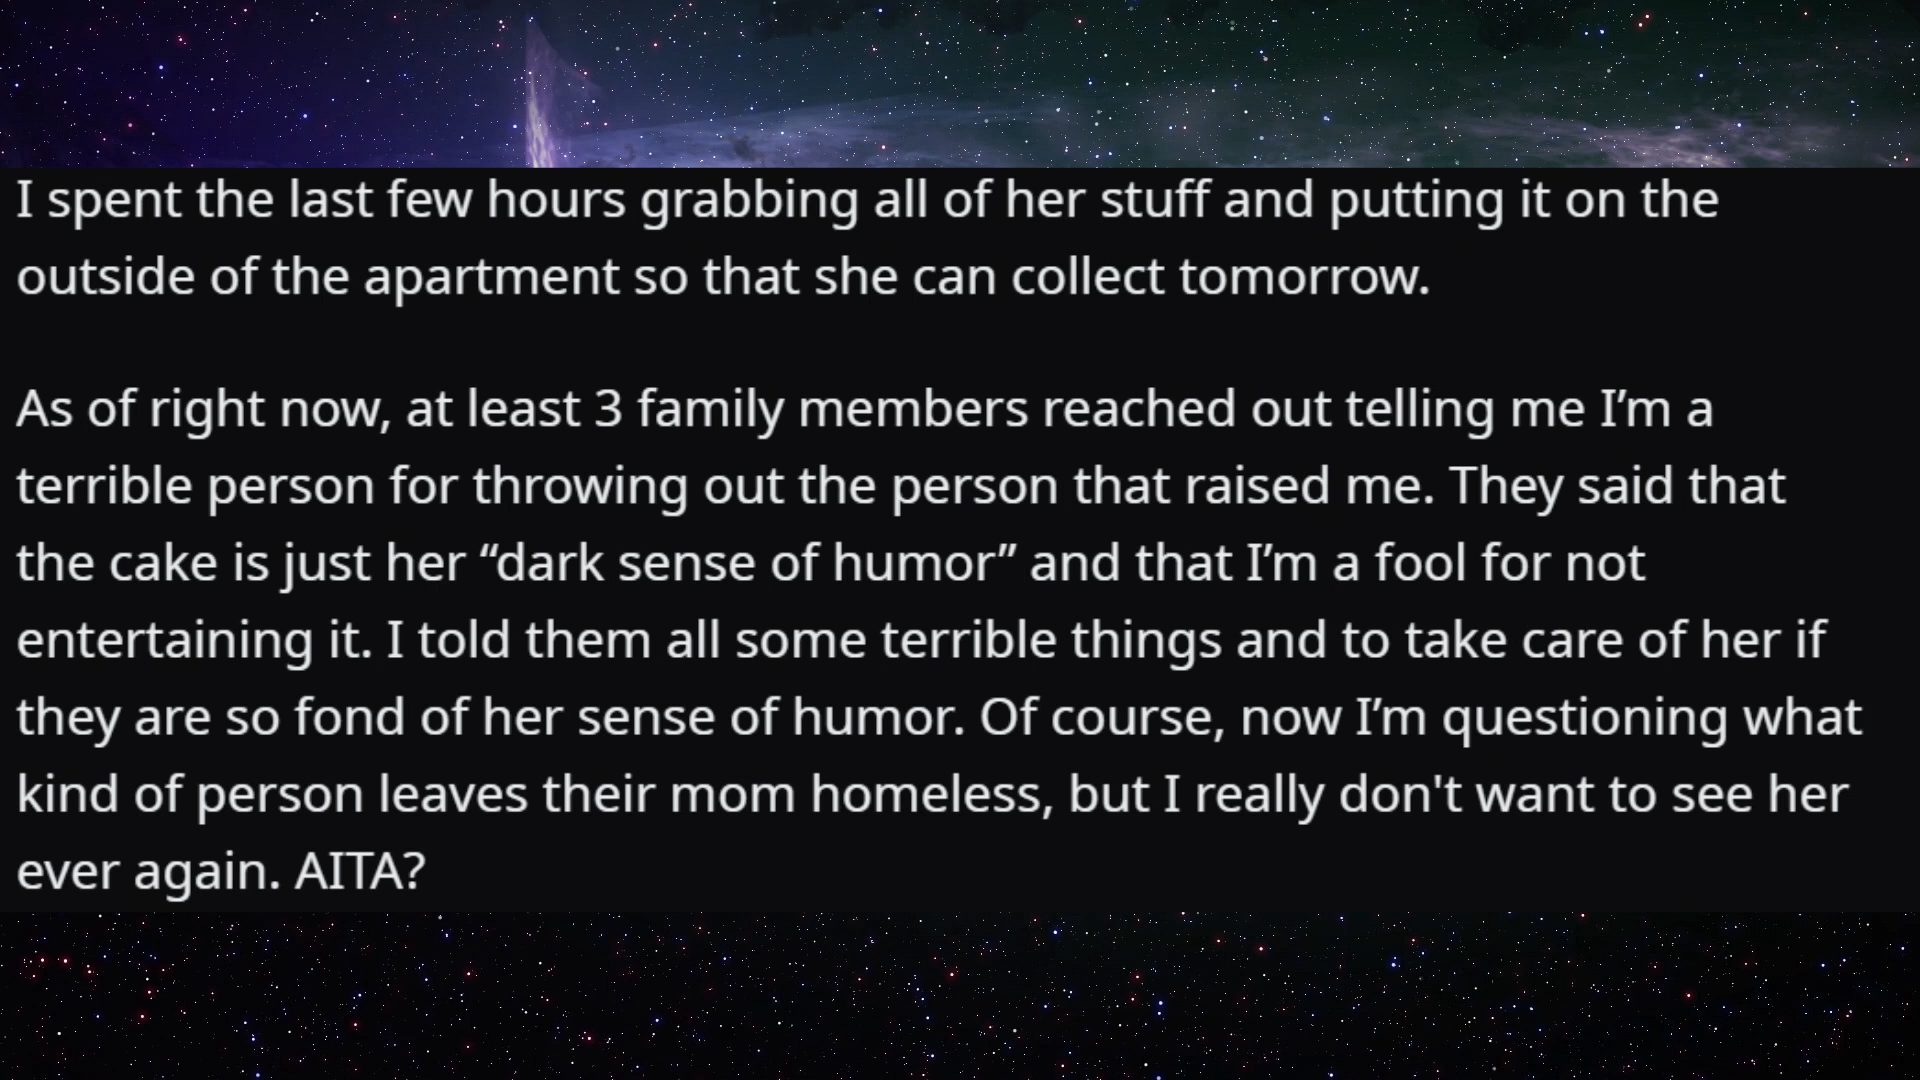 I spent the last few hours grabbing all of her stuff and putting it on the
outside of the apartment so that she can collect tomorrow.
As of right now, at least 3 family members reached out telling me I’m a
terrible person for throwing out the person that raised me. They said that
the cake is just her “dark sense of humor” and that I’m a fool for not
entertaining it. I told them all some terrible things and to take care of her if
they are so fond of her sense of humor. Of course, now I’m questioning what
kind of person leaves their mom homeless, but I really don't want to see her
ever again. AITA?